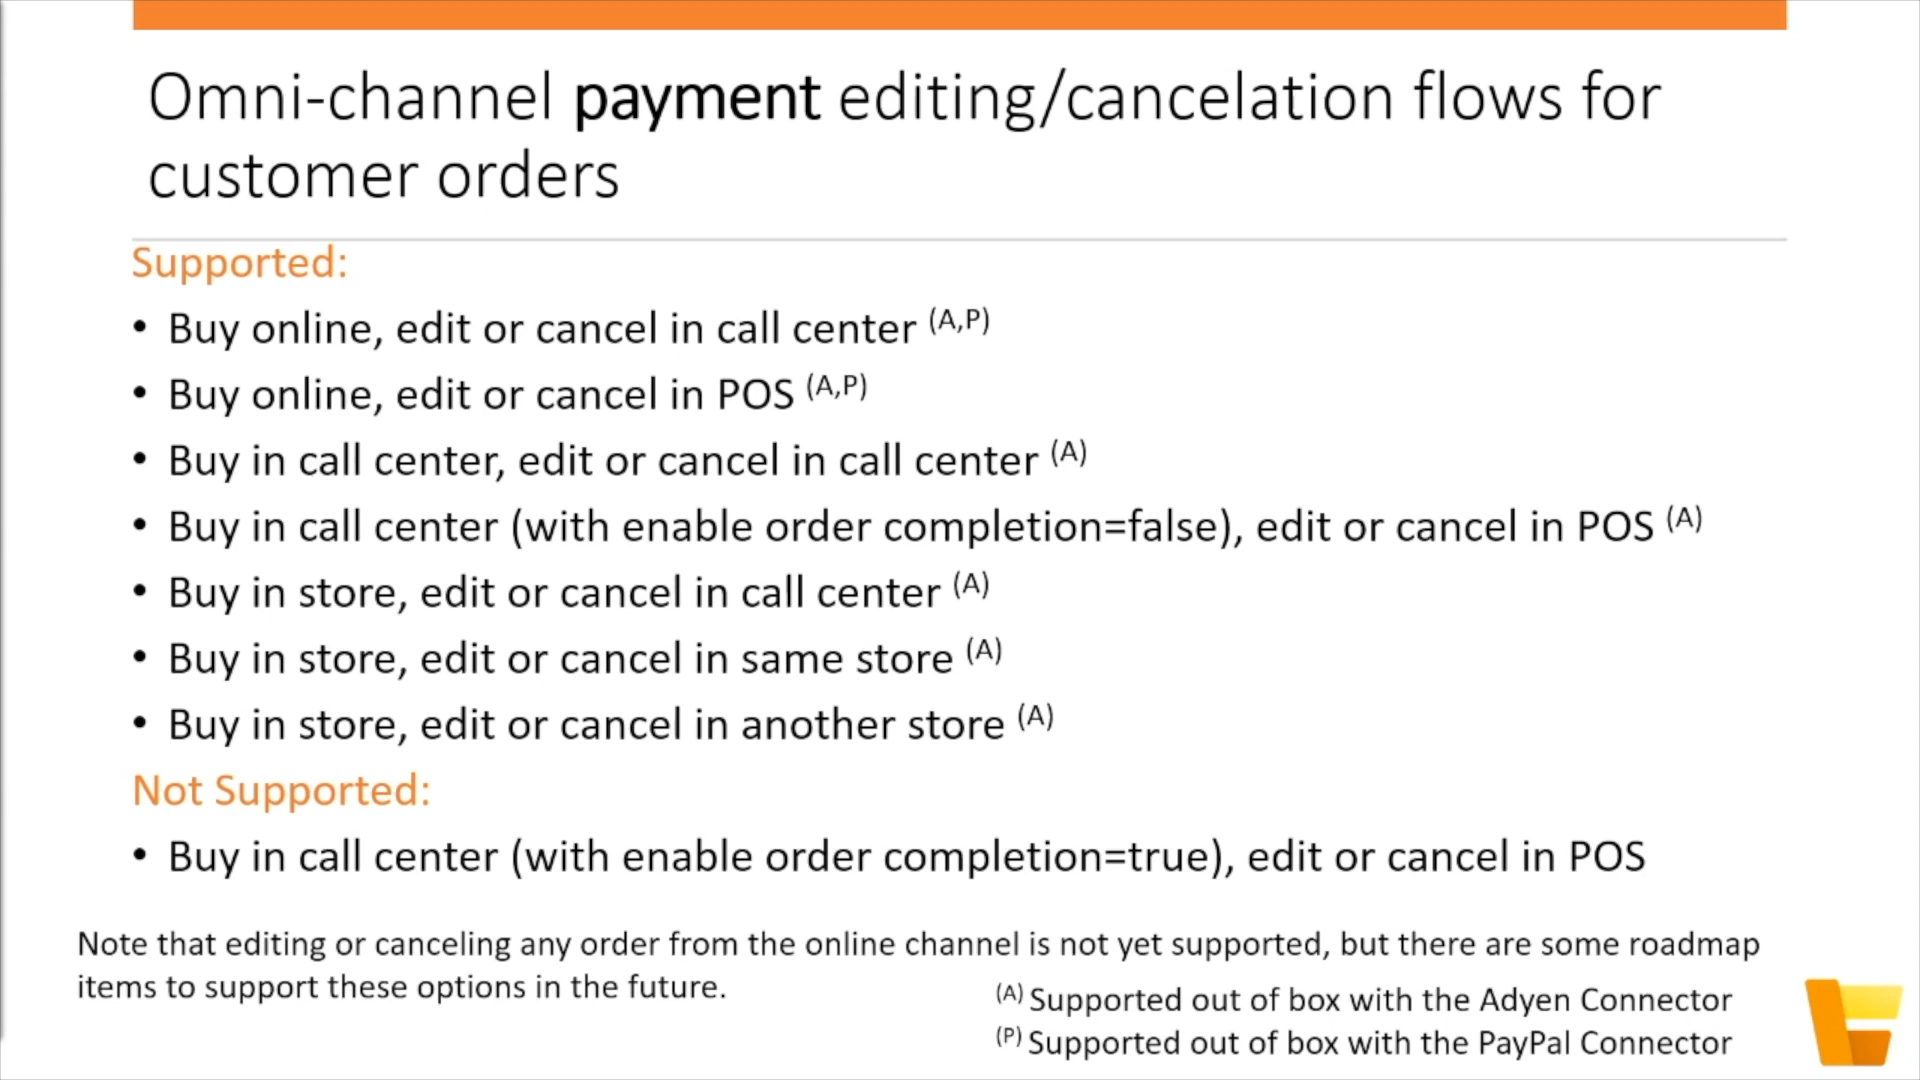 Omni-channel payment editing/cancelation flows for
customer orders
Supported:
• Buy online, edit or cancel in call center (A,P)
• Buy online, edit or cancel in POS (A,P)
• Buy in call center, edit or cancel in call center (A)
• Buy in call center (with enable order completion=false), edit or cancel in POS (A)
• Buy in store, edit or cancel in call center (A)
• Buy in store, edit or cancel in same store (A)
• Buy in store, edit or cancel in another store (A)
Not Supported:
• Buy in call center (with enable order completion=true), edit or cancel in POS
Note that editing or canceling any order from the online channel is not yet supported, but there are some roadmap
items to support these options in the future.
(A) Supported out of box with the Adyen Connector
(P) Supported out of box with the PayPal Connector